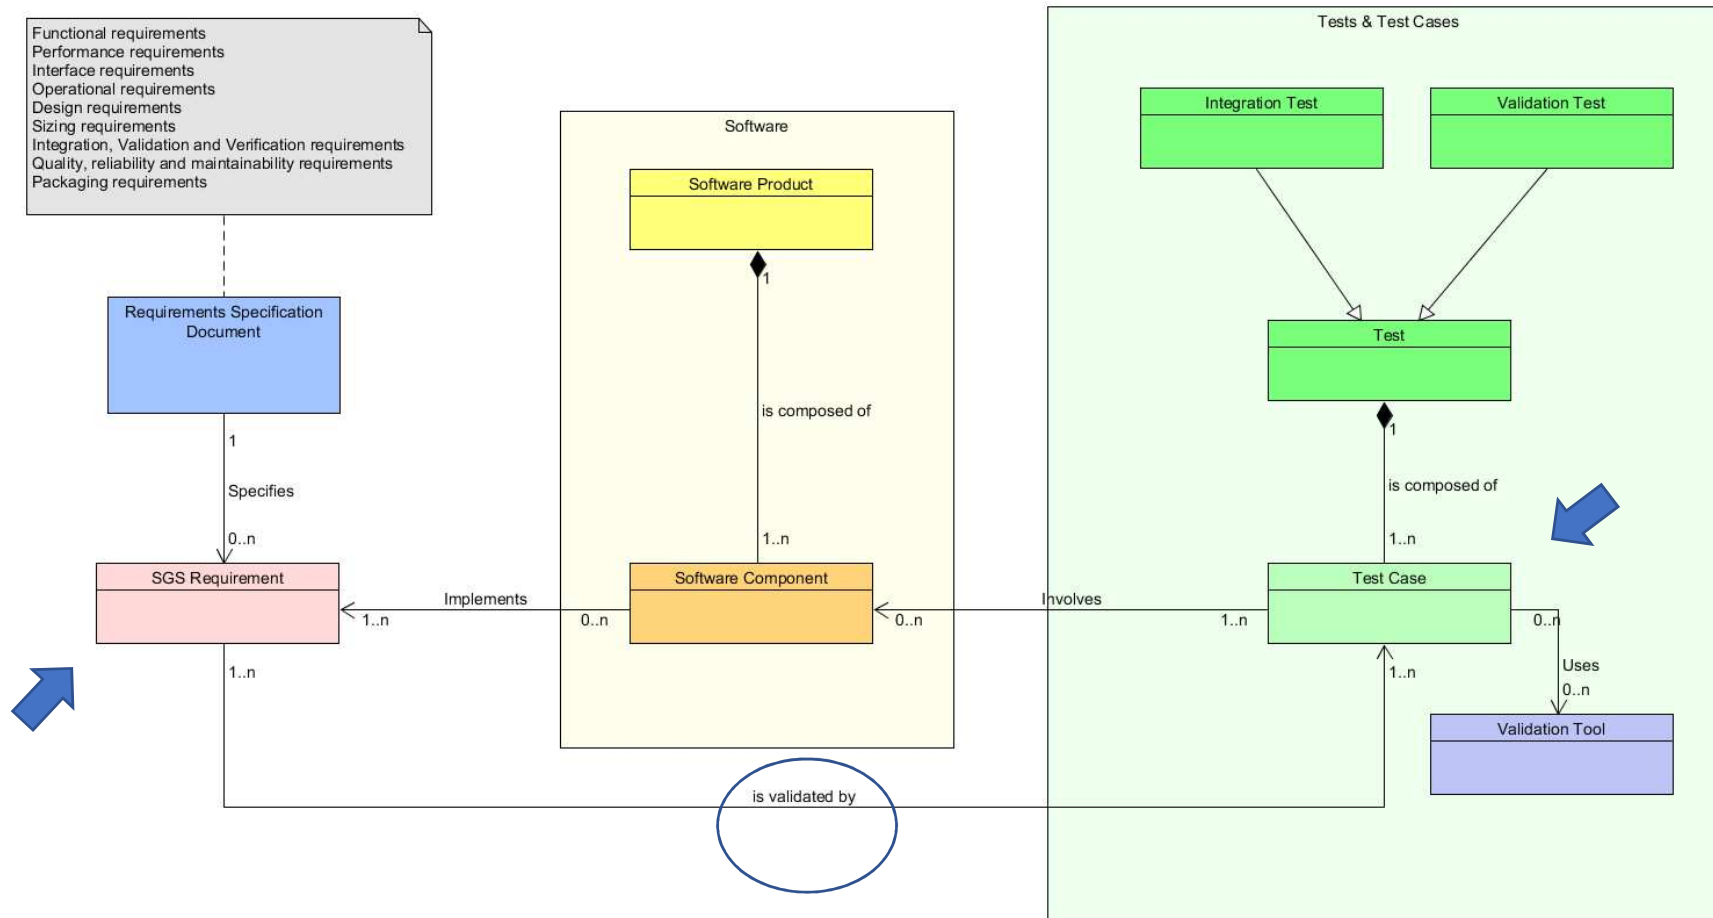 Functional requirements
Performance requirements
Interface requirements
Operational requirements
Design requirements
Sizing requirements
Integration, Validation and Verification requirements
Quality, reliability and maintainability requirements
Packaging requirements
Requirements Specification
Document
1
Specifies
0..n
SGS Requirement
1..n
Implements
1..n
0..n
Software
Software Product
1
is composed of
1..n
Software Component
0..n
Involves
1..n
Tests & Test Cases
Integration Test
Validation Test
Test
1
is composed of
1..n
Test Case
0..n
Uses
0..n
1..n
Validation Tool
is validated by